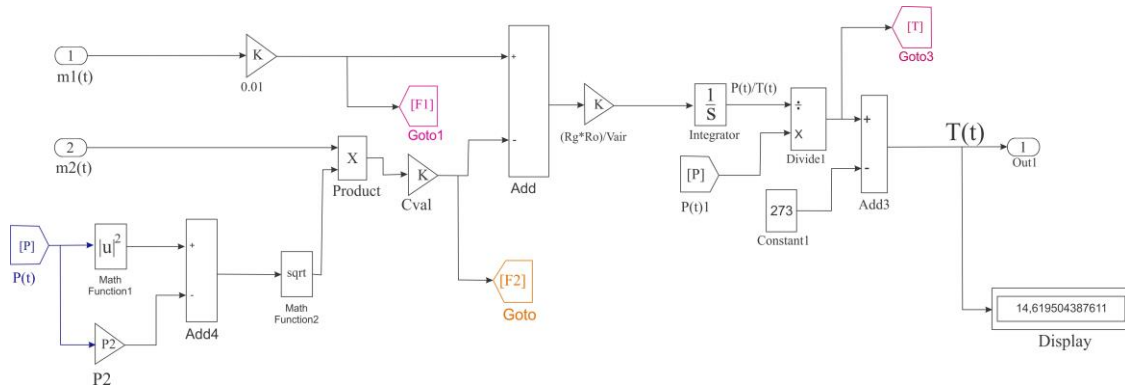 1
m1(t)
K
0.01
[F1]
Goto1
+
-
Add
K
(Rg*Ro)/Vair
1
s
Integrator
P(t)/T(t)
÷
X
Divide1
[T]
Goto3
[P]
P(t)1
273
Constant1
+
-
Add3
T(t)
1
Out1
2
m2(t)
X
Product
K
Cval
[F2]
Goto
[P]
P(t)
|u|²
Math
Function1
P2
P2
+
-
Add4
sqrt
Math
Function2
14,619504387611
Display